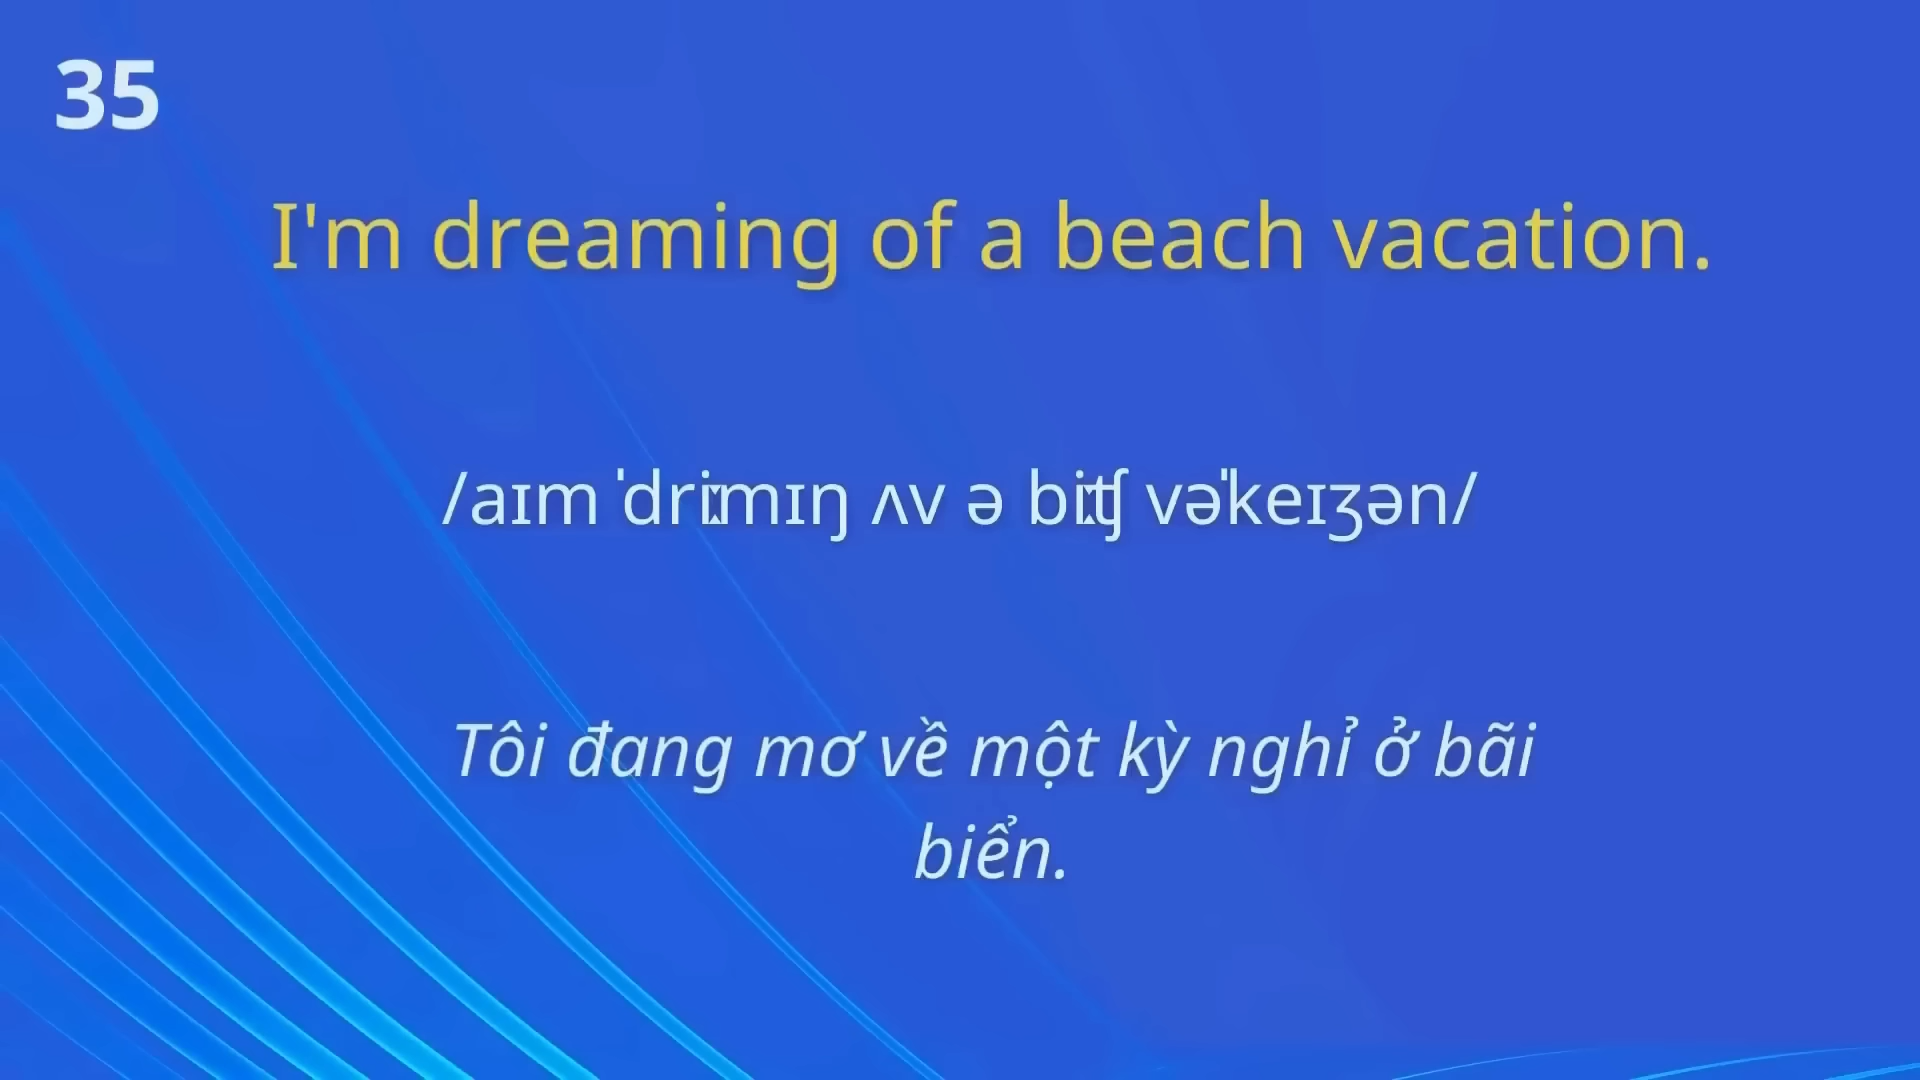 35
I'm dreaming of a beach vacation.
/aɪm ˈdriːmɪŋ ʌv ə biːʧ vəˈkeɪʒən/
Tôi đang mơ về một kỳ nghỉ ở bãi
biển.